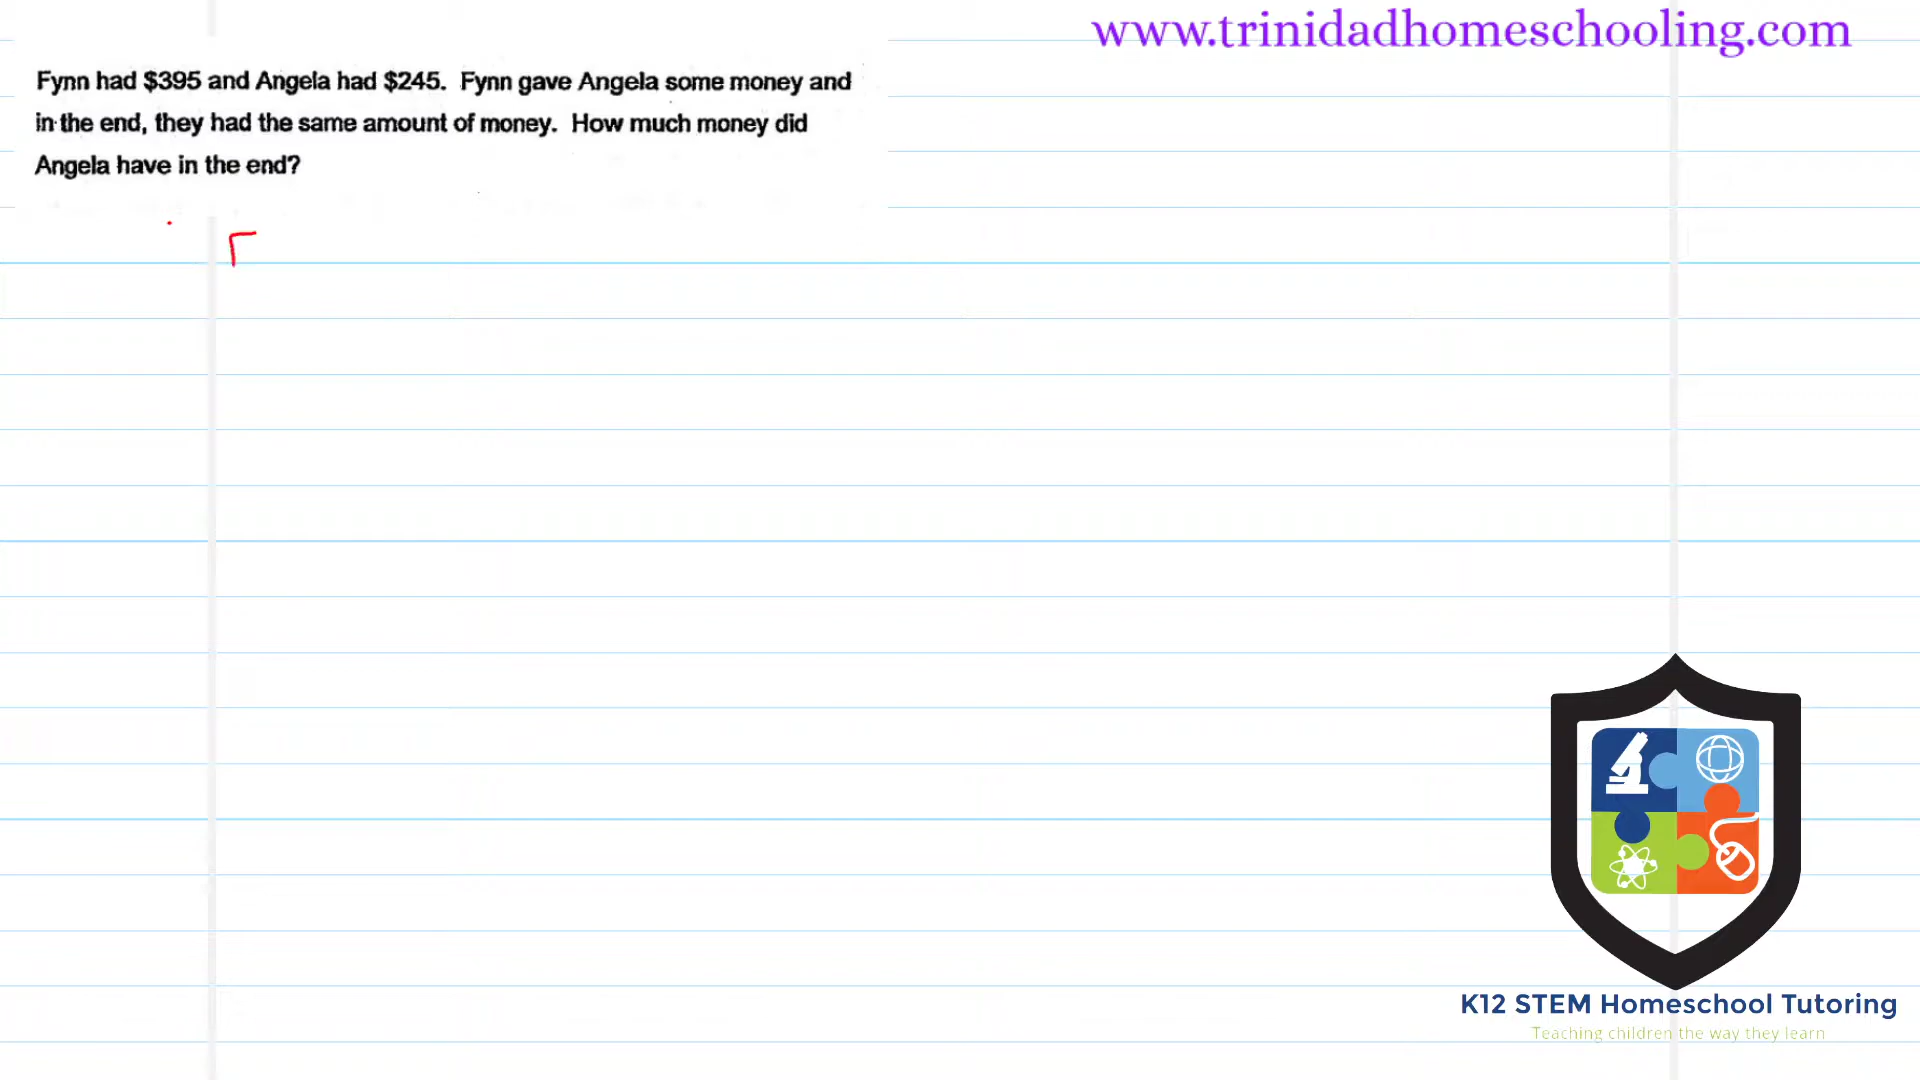 www.trinidadhomeschooling.com
Fynn had $395 and Angela had $245. Fynn gave Angela some money and
in the end, they had the same amount of money. How much money did
Angela have in the end?
K12 STEM Homeschool Tutoring
Teaching children the way they learn